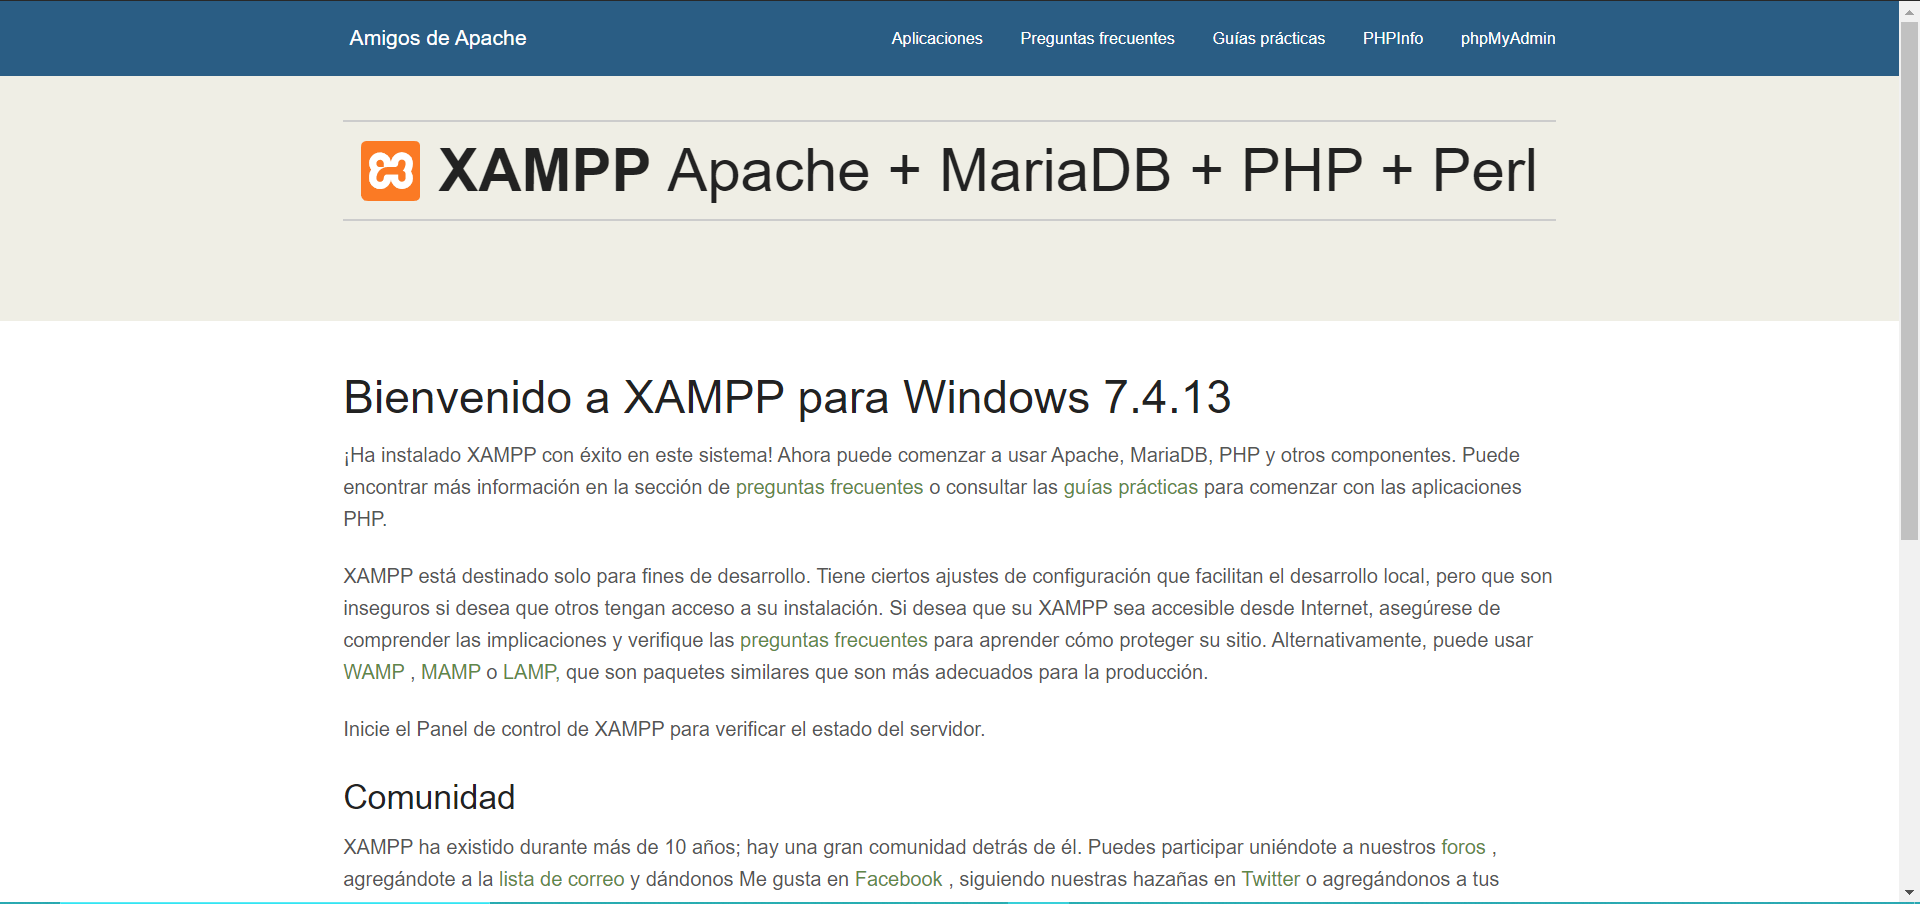 Amigos de Apache
Aplicaciones Preguntas frecuentes Guías prácticas PHPInfo phpMyAdmin
XAMPP Apache + MariaDB + PHP + Perl
Bienvenido a XAMPP para Windows 7.4.13
¡Ha instalado XAMPP con éxito en este sistema! Ahora puede comenzar a usar Apache, MariaDB, PHP y otros componentes. Puede
encontrar más información en la sección de preguntas frecuentes o consultar las guías prácticas para comenzar con las aplicaciones
PHP.
XAMPP está destinado solo para fines de desarrollo. Tiene ciertos ajustes de configuración que facilitan el desarrollo local, pero que son
inseguros si desea que otros tengan acceso a su instalación. Si desea que su XAMPP sea accesible desde Internet, asegúrese de
comprender las implicaciones y verifique las preguntas frecuentes para aprender cómo proteger su sitio. Alternativamente, puede usar
WAMP , MAMP o LAMP, que son paquetes similares que son más adecuados para la producción.
Inicie el Panel de control de XAMPP para verificar el estado del servidor.
Comunidad
XAMPP ha existido durante más de 10 años; hay una gran comunidad detrás de él. Puedes participar uniéndote a nuestros foros ,
agregándote a la lista de correo y dándonos Me gusta en Facebook , siguiendo nuestras hazañas en Twitter o agregándonos a tus